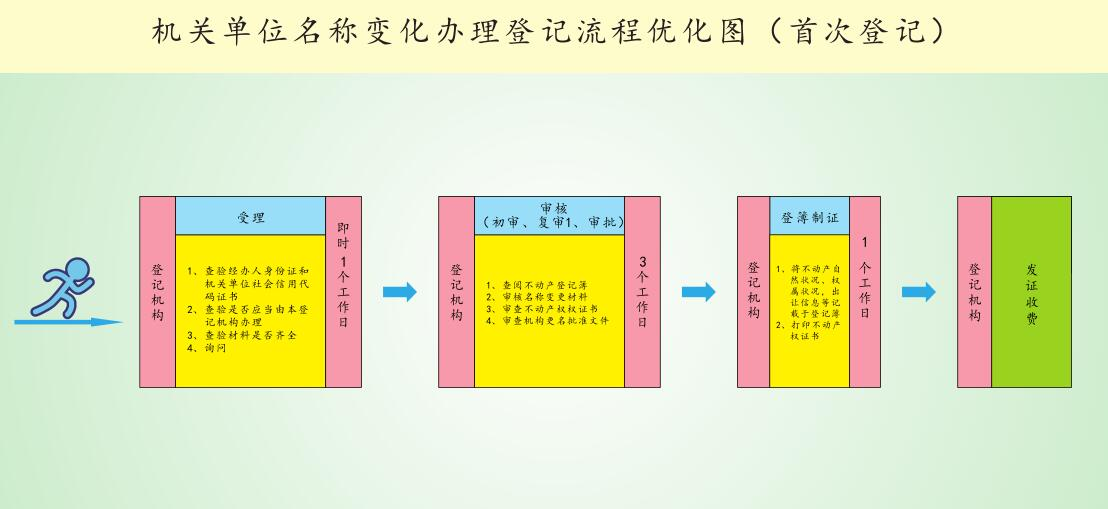 机关单位名称变化办理登记流程优化图（首次登记）
登记机构
受理
1、查验经办人身份证和
机关单位社会信用代
码证书
2、查验是否应当由本登
记机构办理
3、查验材料是否齐全
4、询问
即时
1个工作日
登记机构
审核
（初审、复审1、审批）
1、查阅不动产登记簿
2、审核名称变更材料
3、审查不动产权权证书
4、审查机构更名批准文件
3个工作日
登记机构
登簿制证
1、将不动产自
然状况、权
属状况，出
让信息等记
载于登记簿
2、打印不动产
权证书
1个工作日
登记机构
发证收费